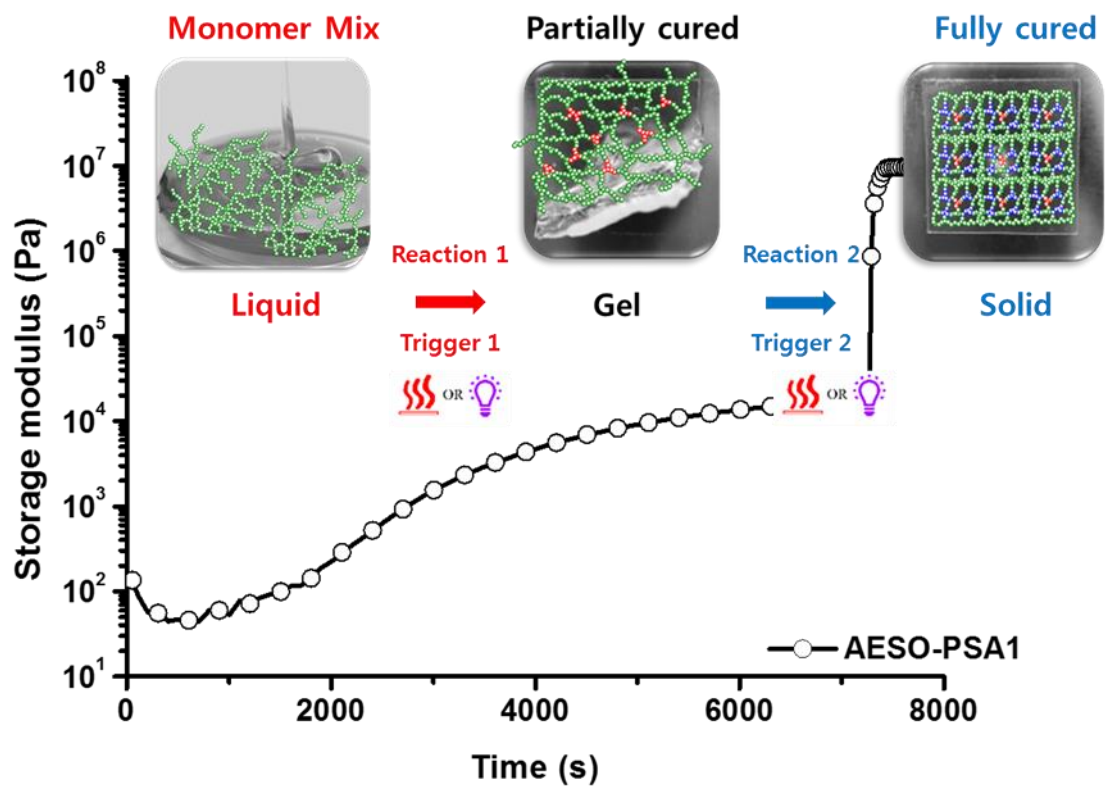 Monomer Mix
Partially cured
Fully cured
10⁸
10⁷
10⁶
10⁵
10⁴
10³
10²
10¹
Storage modulus (Pa)
Reaction 1
Reaction 2
Liquid
Gel
Solid
Trigger 1
Trigger 2
OR
OR
AESO-PSA1
0
2000
4000
6000
8000
Time (s)